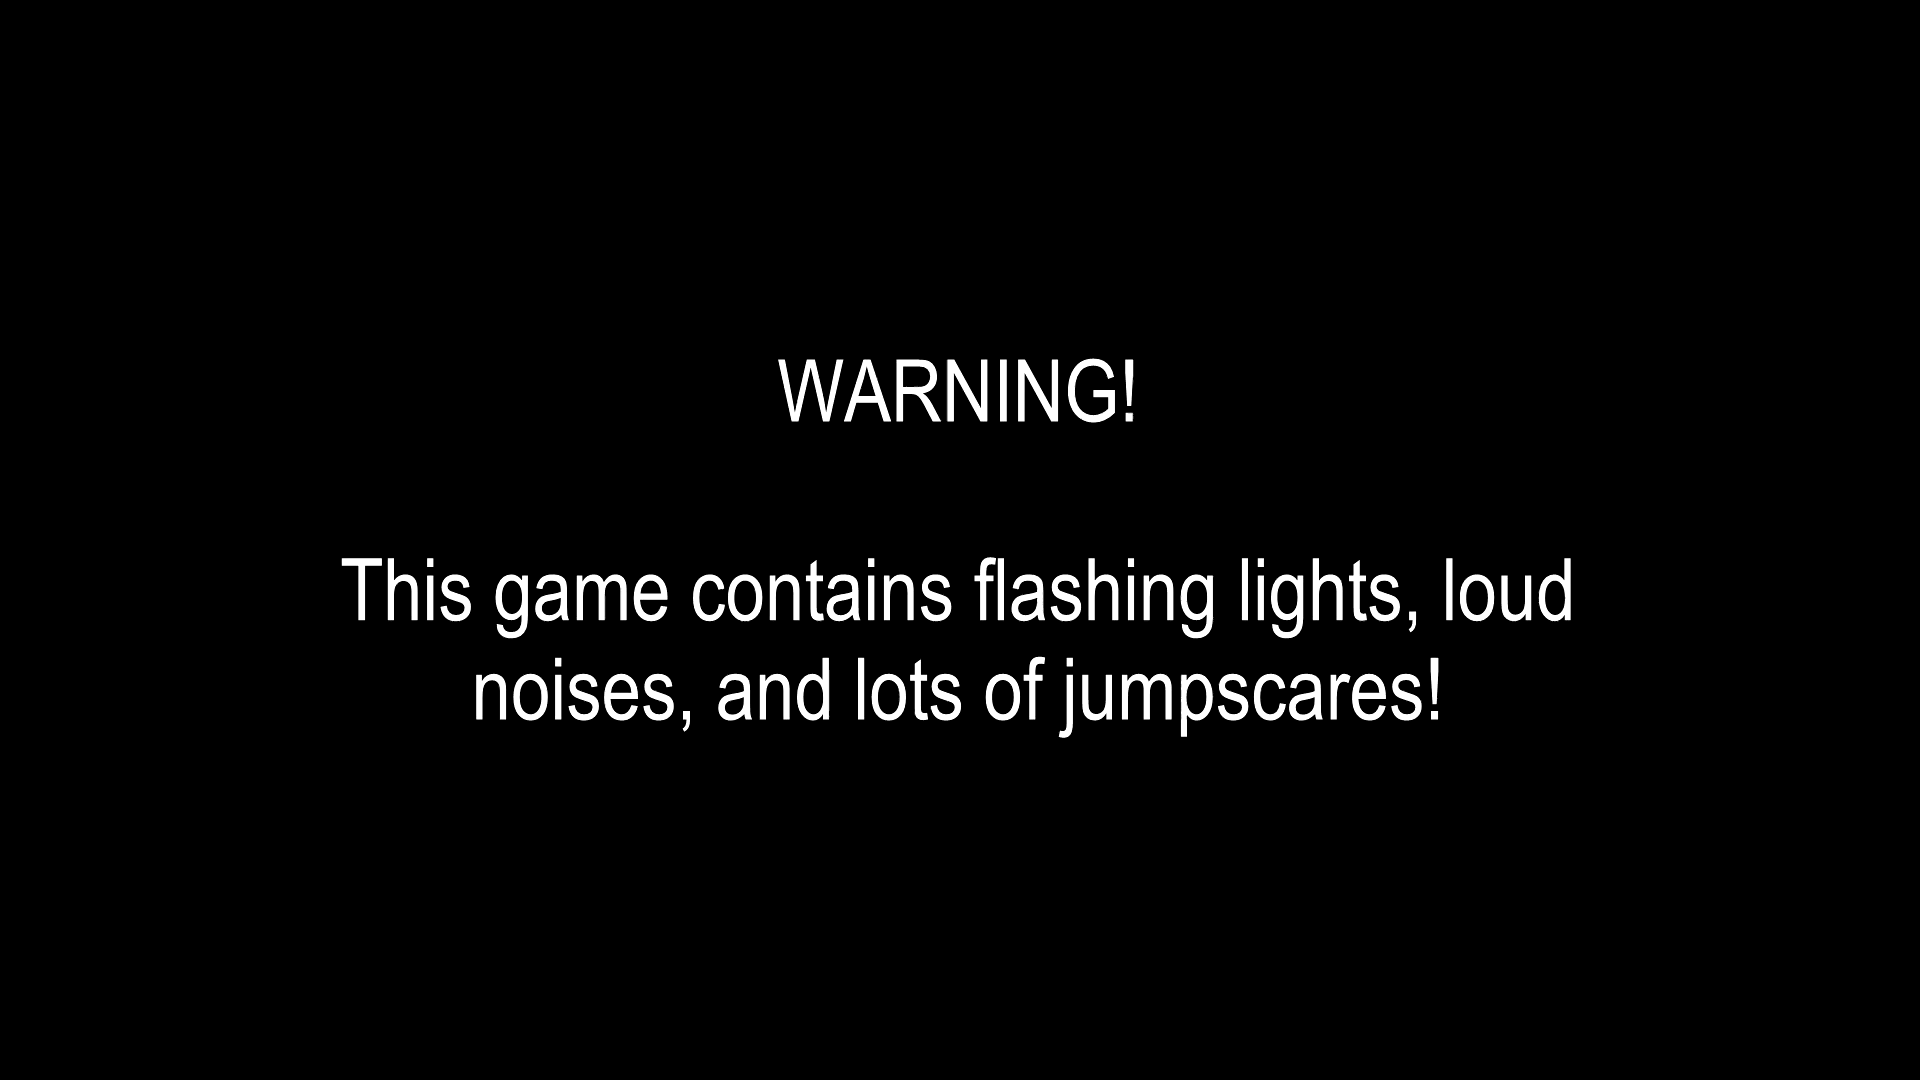 WARNING!
This game contains flashing lights, loud
noises, and lots of jumpscares!